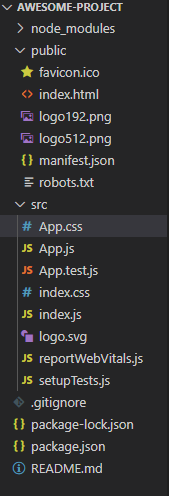 AWESOME-PROJECT
node_modules
public
favicon.ico
index.html
logo192.png
logo512.png
manifest.json
robots.txt
src
App.css
App.js
App.test.js
index.css
index.js
logo.svg
reportWebVitals.js
setupTests.js
.gitignore
package-lock.json
package.json
README.md